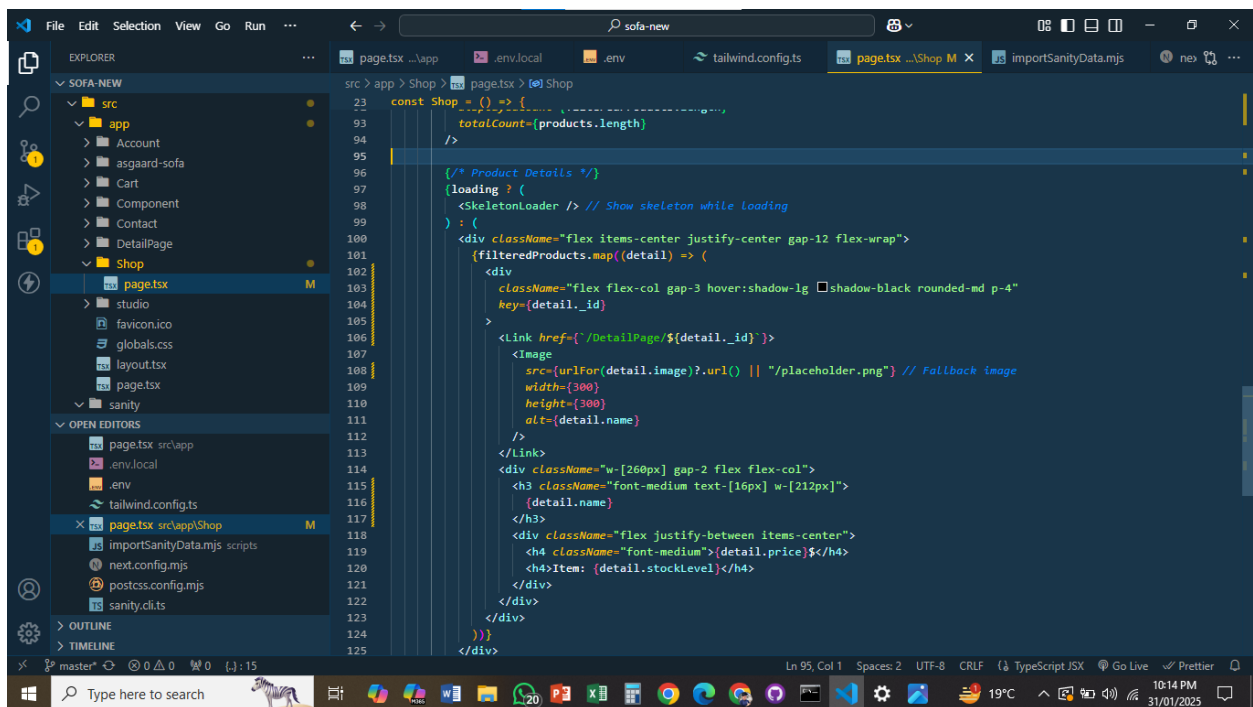 File Edit Selection View Go Run ···
sofa-new
EXPLORER
page.tsx ...\app
.env.local
.env
tailwind.config.ts
page.tsx ...\Shop M
importSanityData.mjs
SOFA-NEW
src
app
Account
asgaard-sofa
Cart
Component
Contact
DetailPage
Shop
page.tsx M
studio
favicon.ico
globals.css
layout.tsx
page.tsx
sanity
OPEN EDITORS
page.tsx src\app
.env.local
.env
tailwind.config.ts
page.tsx src\app\Shop M
importSanityData.mjs scripts
next.config.mjs
postcss.config.mjs
sanity.cli.ts
OUTLINE
TIMELINE
src > app > Shop > page.tsx > Shop
23 const Shop = () => {
93 totalCount={products.length}
94 />
95
96 {/* Product Details */}
97 {loading ? (
98 <SkeletonLoader /> // Show skeleton while loading
99 ) : (
100 <div className="flex items-center justify-center gap-12 flex-wrap">
101 {filteredProducts.map((detail) => (
102 <div
103 className="flex flex-col gap-3 hover:shadow-lg shadow-black rounded-md p-4"
104 key={detail._id}
105 >
106 <Link href={`/DetailPage/${detail._id}`}>
107 <Image
108 src={urlFor(detail.image)?.url() || "/placeholder.png"} // Fallback image
109 width={300}
110 height={300}
111 alt={detail.name}
112 />
113 </Link>
114 <div className="w-[260px] gap-2 flex flex-col">
115 <h3 className="font-medium text-[16px] w-[212px]">
116 {detail.name}
117 </h3>
118 <div className="flex justify-between items-center">
119 <h4 className="font-medium">{detail.price}$</h4>
120 <h4>Item: {detail.stockLevel}</h4>
121 </div>
122 </div>
123 </div>
124 ))}
125 </div>
master* 0 0 0 {..} : 15
Ln 95, Col 1 Spaces: 2 UTF-8 CRLF TypeScript JSX Go Live Prettier
Type here to search
20
19°C
10:14 PM
31/01/2025